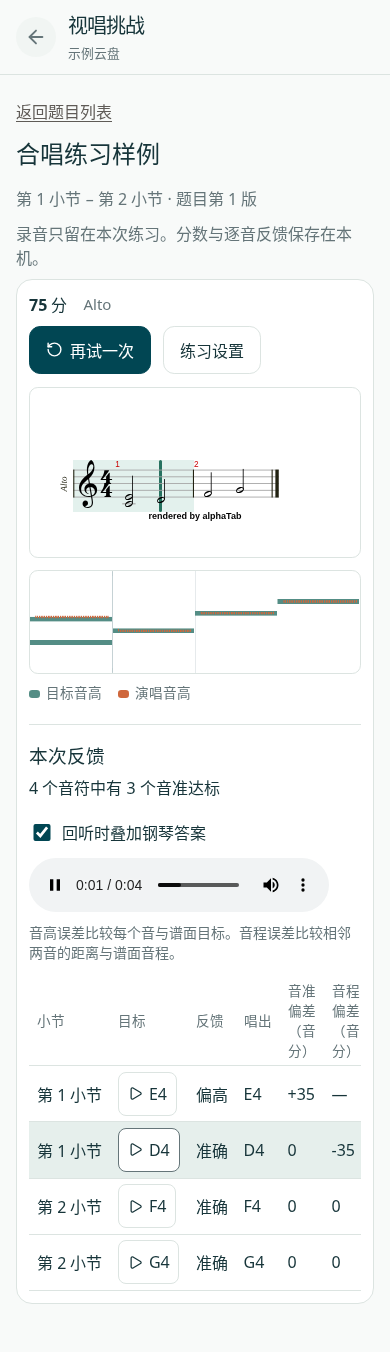 视唱挑战
示例云盘
返回题目列表
合唱练习样例
第 1 小节 – 第 2 小节 · 题目第 1 版
录音只留在本次练习。分数与逐音反馈保存在本
机。
75 分 Alto
再试一次 练习设置
1 2
Alto
4
4
rendered by alphaTab
目标音高 演唱音高
本次反馈
4 个音符中有 3 个音准达标
回听时叠加钢琴答案
0:01 / 0:04
音高误差比较每个音与谱面目标。音程误差比较相邻
两音的距离与谱面音程。
小节 目标 反馈 唱出 音准偏差（音分） 音程偏差（音分）
第 1 小节 E4 偏高 E4 +35 —
第 1 小节 D4 准确 D4 0 -35
第 2 小节 F4 准确 F4 0 0
第 2 小节 G4 准确 G4 0 0